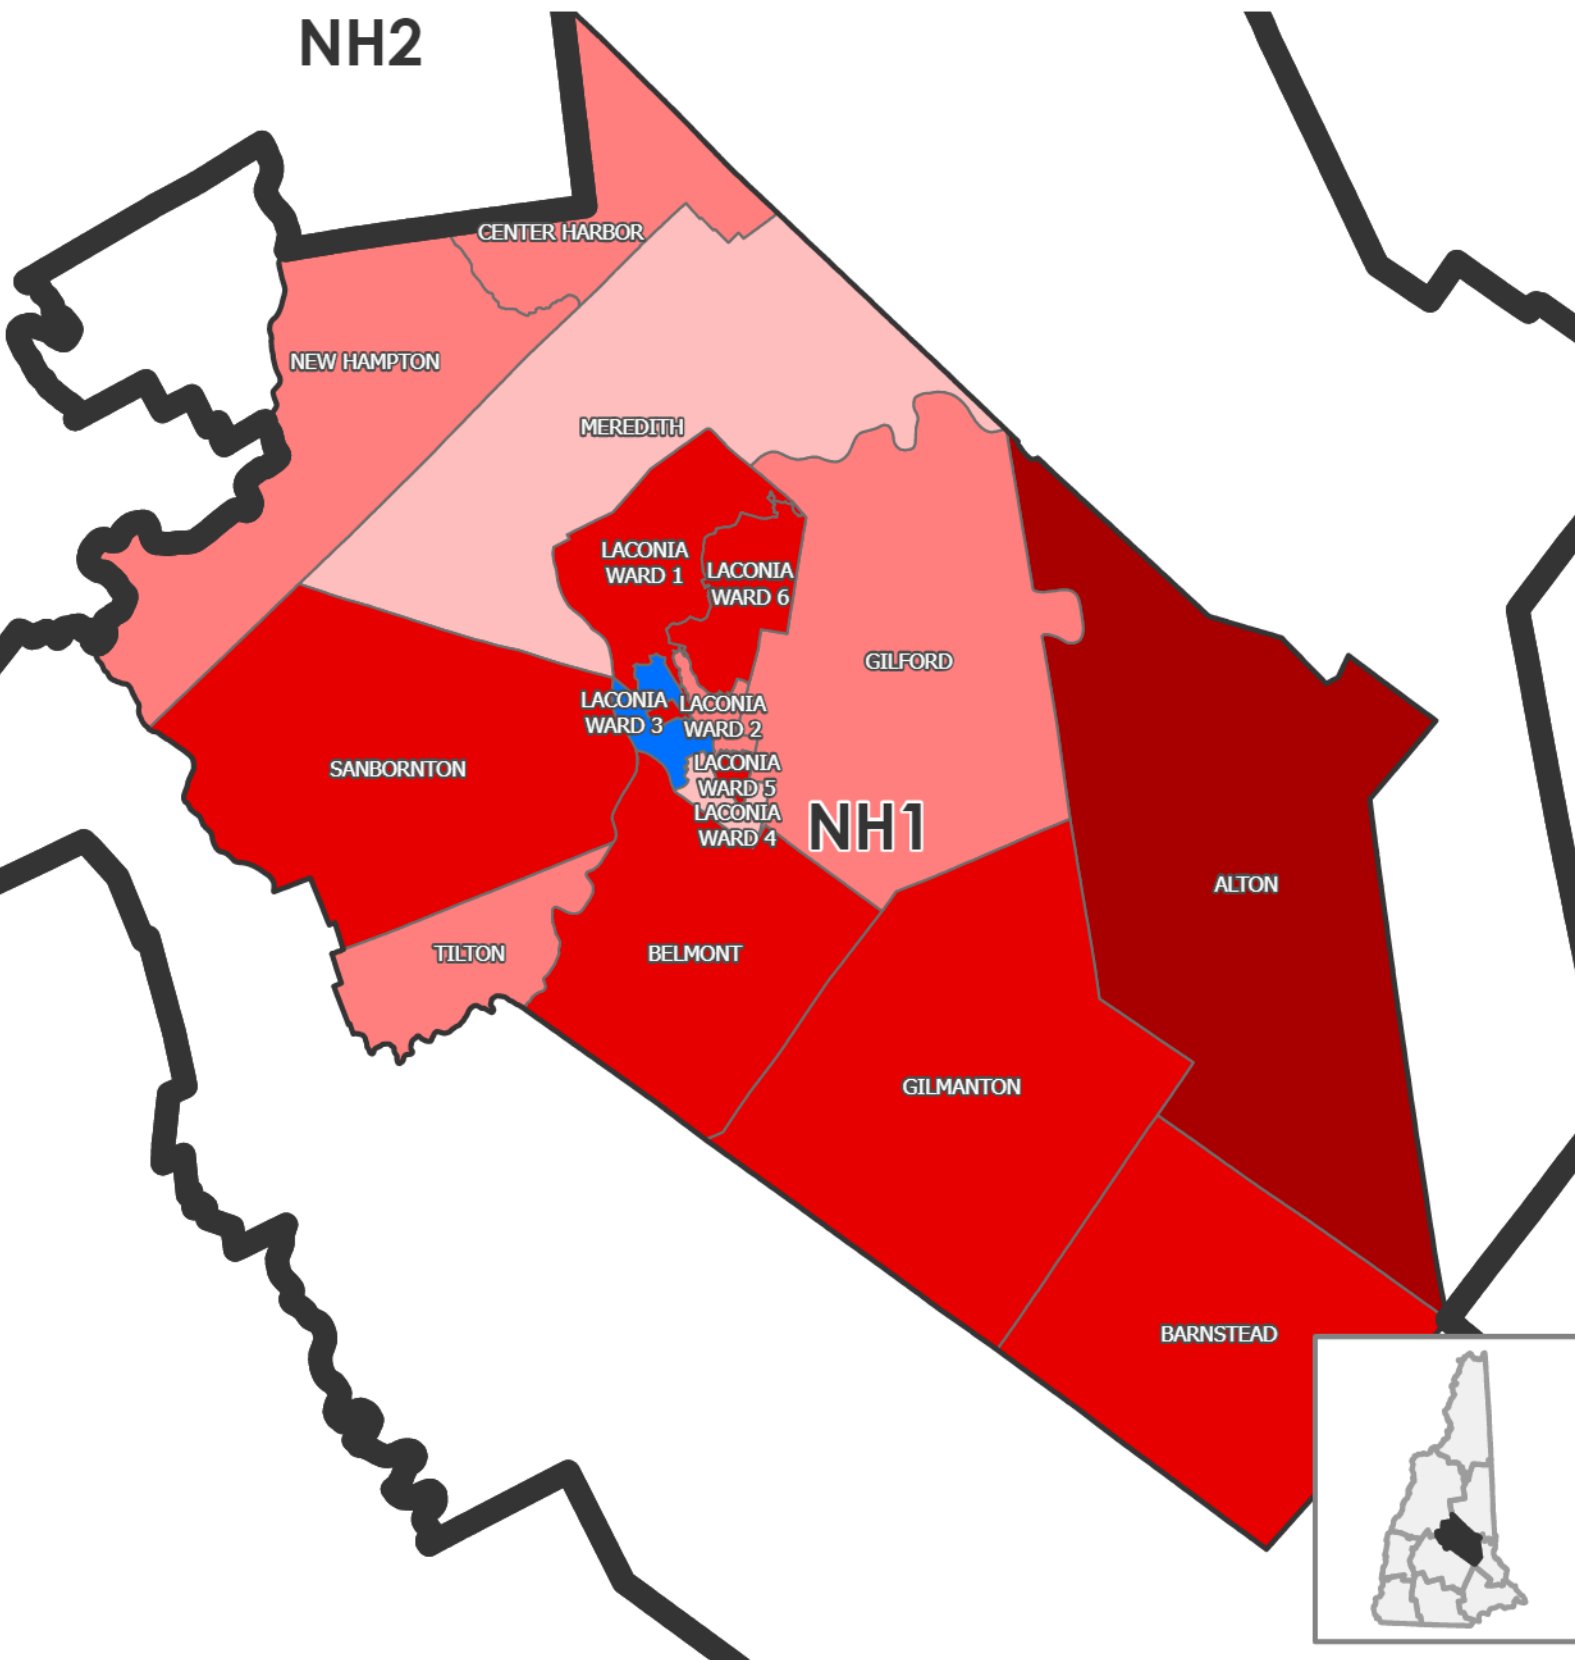 NH2
CENTER HARBOR
NEW HAMPTON
MEREDITH
LACONIA
WARD 1
LACONIA
WARD 6
GILFORD
LACONIA
WARD 3
LACONIA
WARD 2
SANBORNTON
LACONIA
WARD 5
LACONIA
WARD 4
NH1
ALTON
TILTON
BELMONT
GILMANTON
BARNSTEAD